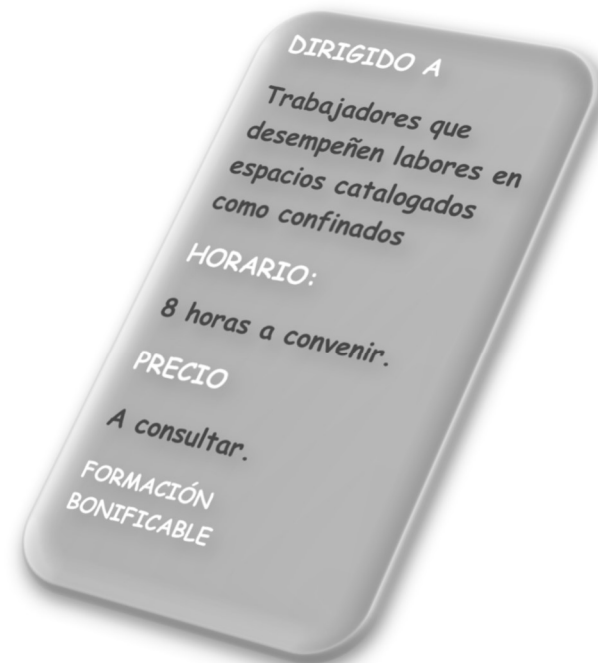 DIRIGIDO A
Trabajadores que
desempeñen labores en
espacios catalogados
como confinados
HORARIO:
8 horas a convenir.
PRECIO
A consultar.
FORMACIÓN
BONIFICABLE